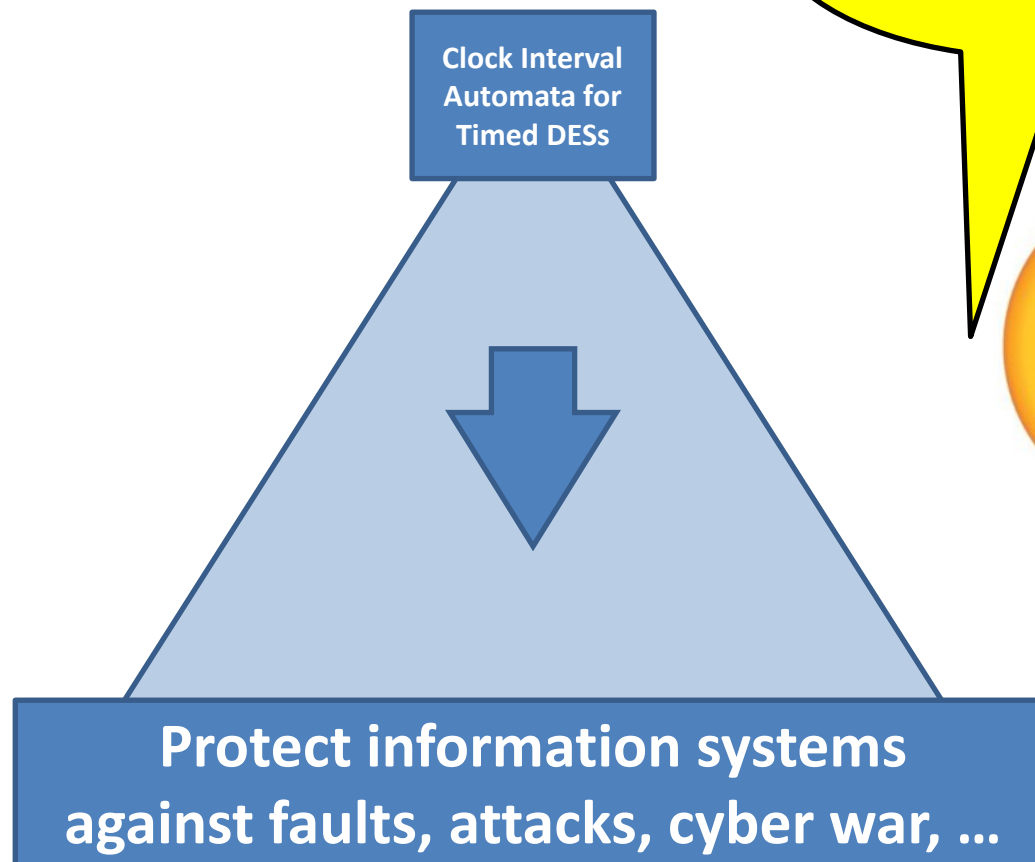 Clock Interval
Automata for
Timed DESs
Protect information systems
against faults, attacks, cyber war, ...